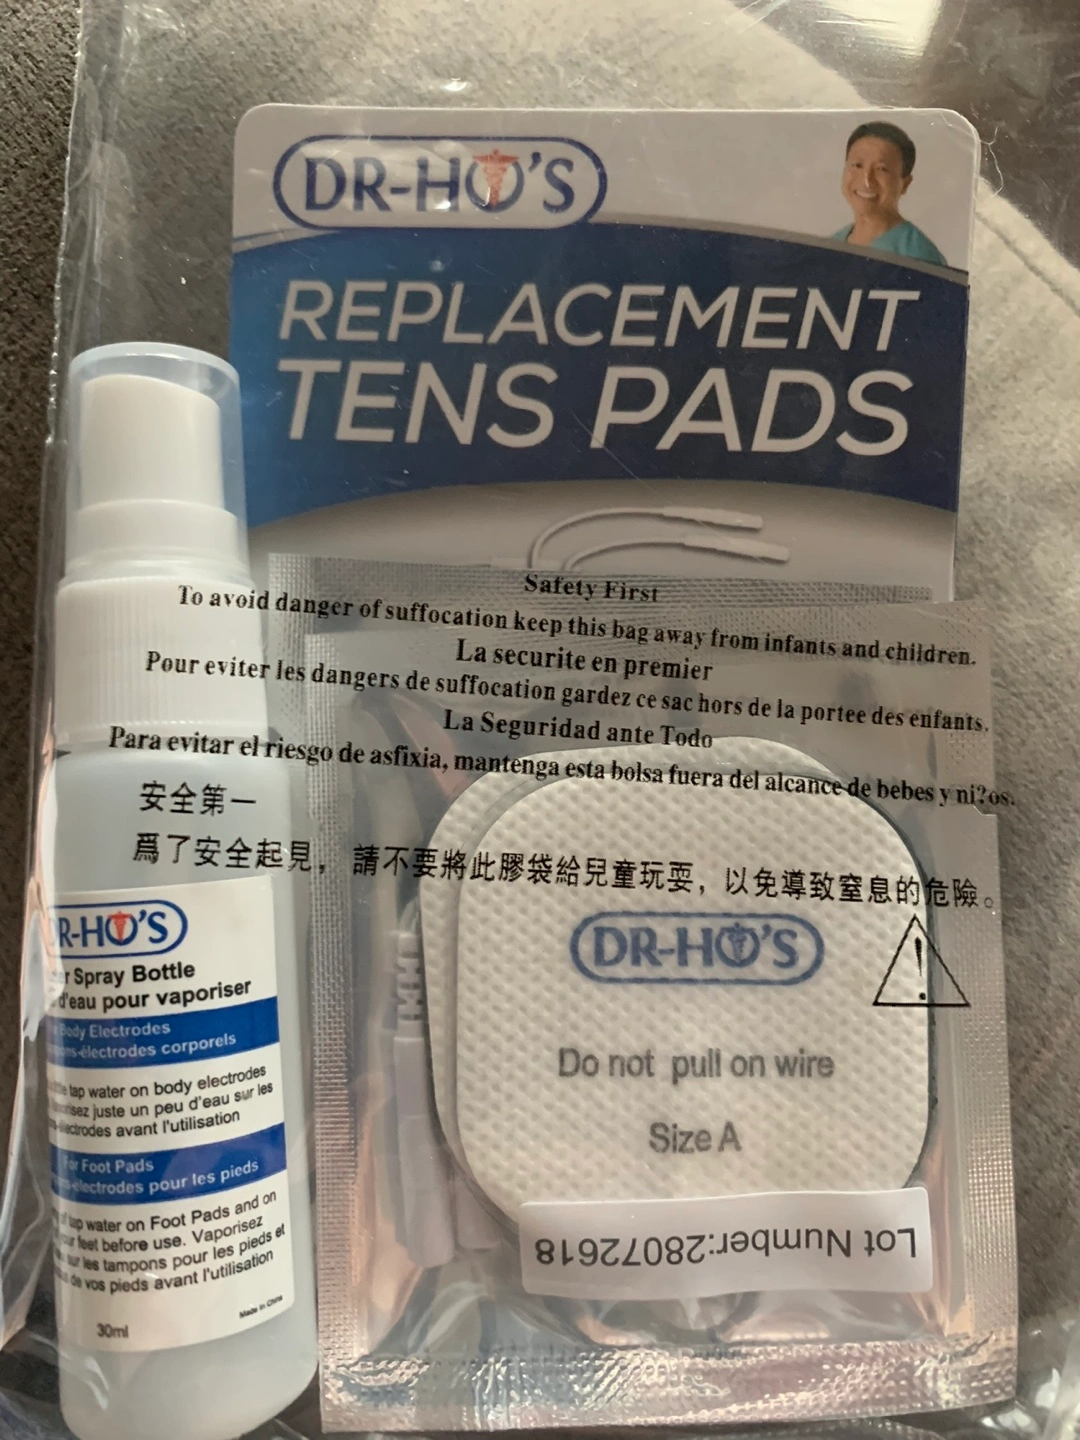 DR-HO'S
REPLACEMENT
TENS PADS
Safety First
To avoid danger of suffocation keep this bag away from infants and children.
La securite en premier
Pour eviter les dangers de suffocation gardez ce sac hors de la portee des enfants.
La Seguridad ante Todo
Para evitar el riesgo de asfixia, mantenga esta bolsa fuera del alcance de bebes y ni?os.
安全第一
爲了安全起見，請不要將此膠袋給兒童玩耍，以免導致窒息的危險。
DR-HO'S
Spray Bottle
d'eau pour vaporiser
Body Electrodes
électrodes corporels
tap water on body electrodes
juste un peu d'eau sur les
électrodes avant l'utilisation
For Foot Pads
électrodes pour les pieds
tap water on Foot Pads and on
feet before use. Vaporisez
sur les tampons pour les pieds et
de vos pieds avant l'utilisation
Made in China
30ml
DR-HO'S
Do not pull on wire
Size A
Lot Number:28072618